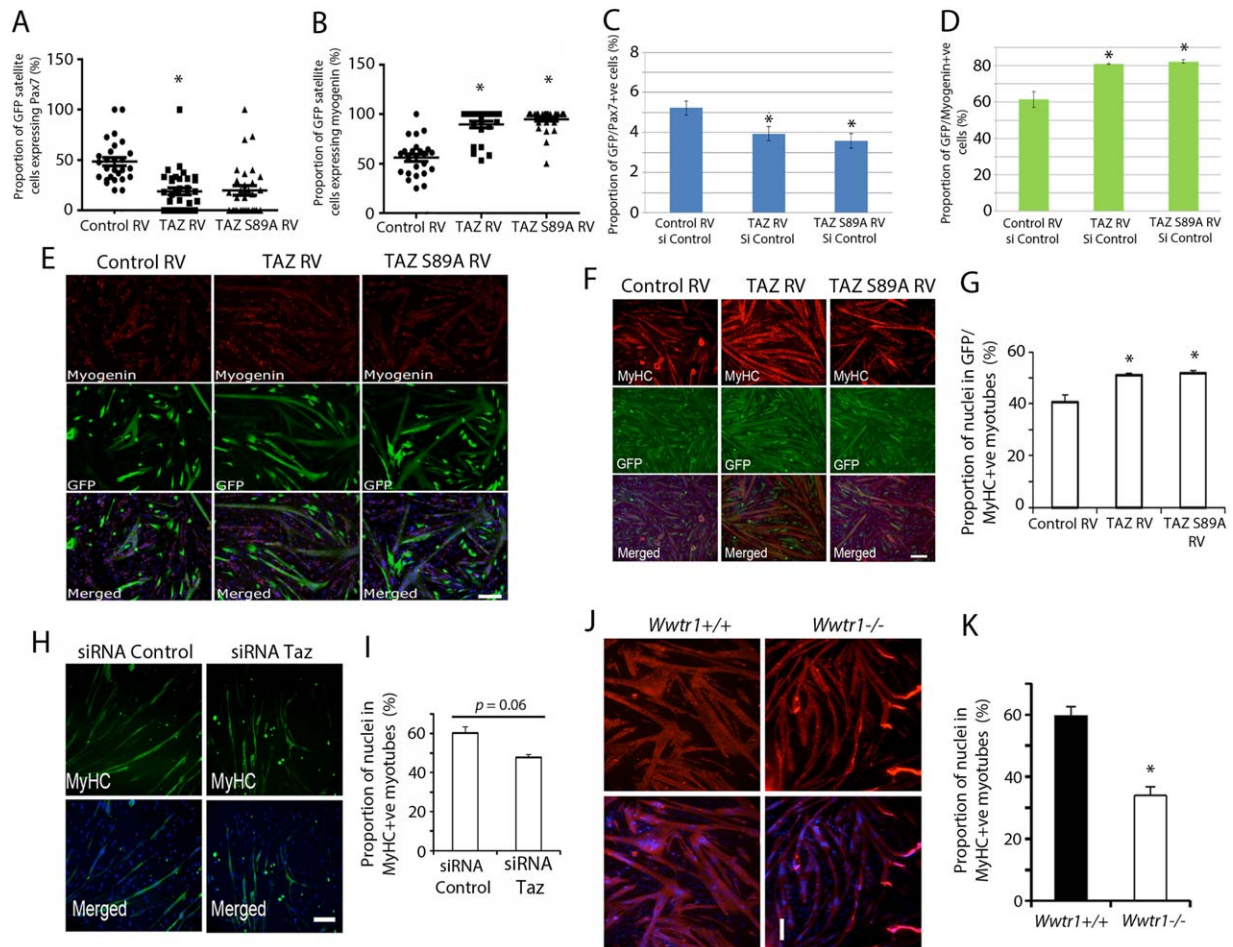 A
Proportion of GFP satellite
cells expressing Pax7 (%)
150
100
50
0
*
Control RV TAZ RV TAZ S89A RV
B
Proportion of GFP satellite
cells expressing myogenin (%)
150
100
50
0
* *
Control RV TAZ RV TAZ S89A RV
C
Proportion of GFP/Pax7+ve cells (%)
8
6
4
2
0
* *
Control RV TAZ RV TAZ S89A RV
si Control Si Control Si Control
D
Proportion of GFP/Myogenin+ve
cells (%)
80
60
40
20
0
* *
Control RV TAZ RV TAZ S89A RV
si Control Si Control Si Control
E
Control RV TAZ RV TAZ S89A RV
Myogenin Myogenin Myogenin
GFP GFP GFP
Merged Merged Merged
F
Control RV TAZ RV TAZ S89A RV
MyHC MyHC MyHC
GFP GFP GFP
Merged Merged Merged
G
Proportion of nuclei in GFP/
MyHC+ve myotubes (%)
60
40
20
0
* *
Control RV TAZ RV TAZ S89A
RV
H
siRNA Control siRNA Taz
MyHC MyHC
Merged Merged
I
Proportion of nuclei in
MyHC+ve myotubes (%)
60
40
20
0
p = 0.06
siRNA siRNA
Control Taz
J
Wwtr1+/+ Wwtr1-/-
K
Proportion of nuclei in
MyHC+ve myotubes (%)
60
40
20
0
*
Wwtr1+/+ Wwtr1-/-